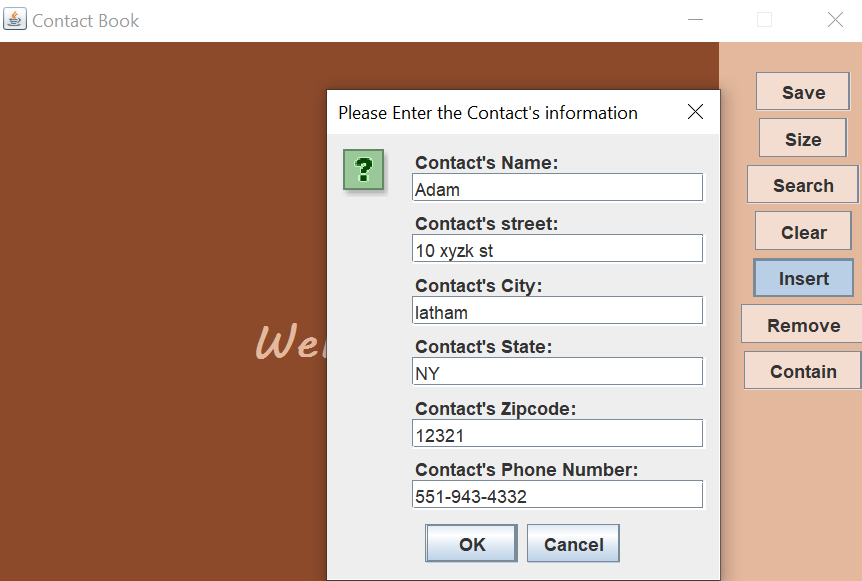 Contact Book
Please Enter the Contact's information
Contact's Name:
Adam
Contact's street:
10 xyzk st
Contact's City:
latham
Contact's State:
NY
Contact's Zipcode:
12321
Contact's Phone Number:
551-943-4332
OK
Cancel
Wel
Save
Size
Search
Clear
Insert
Remove
Contain